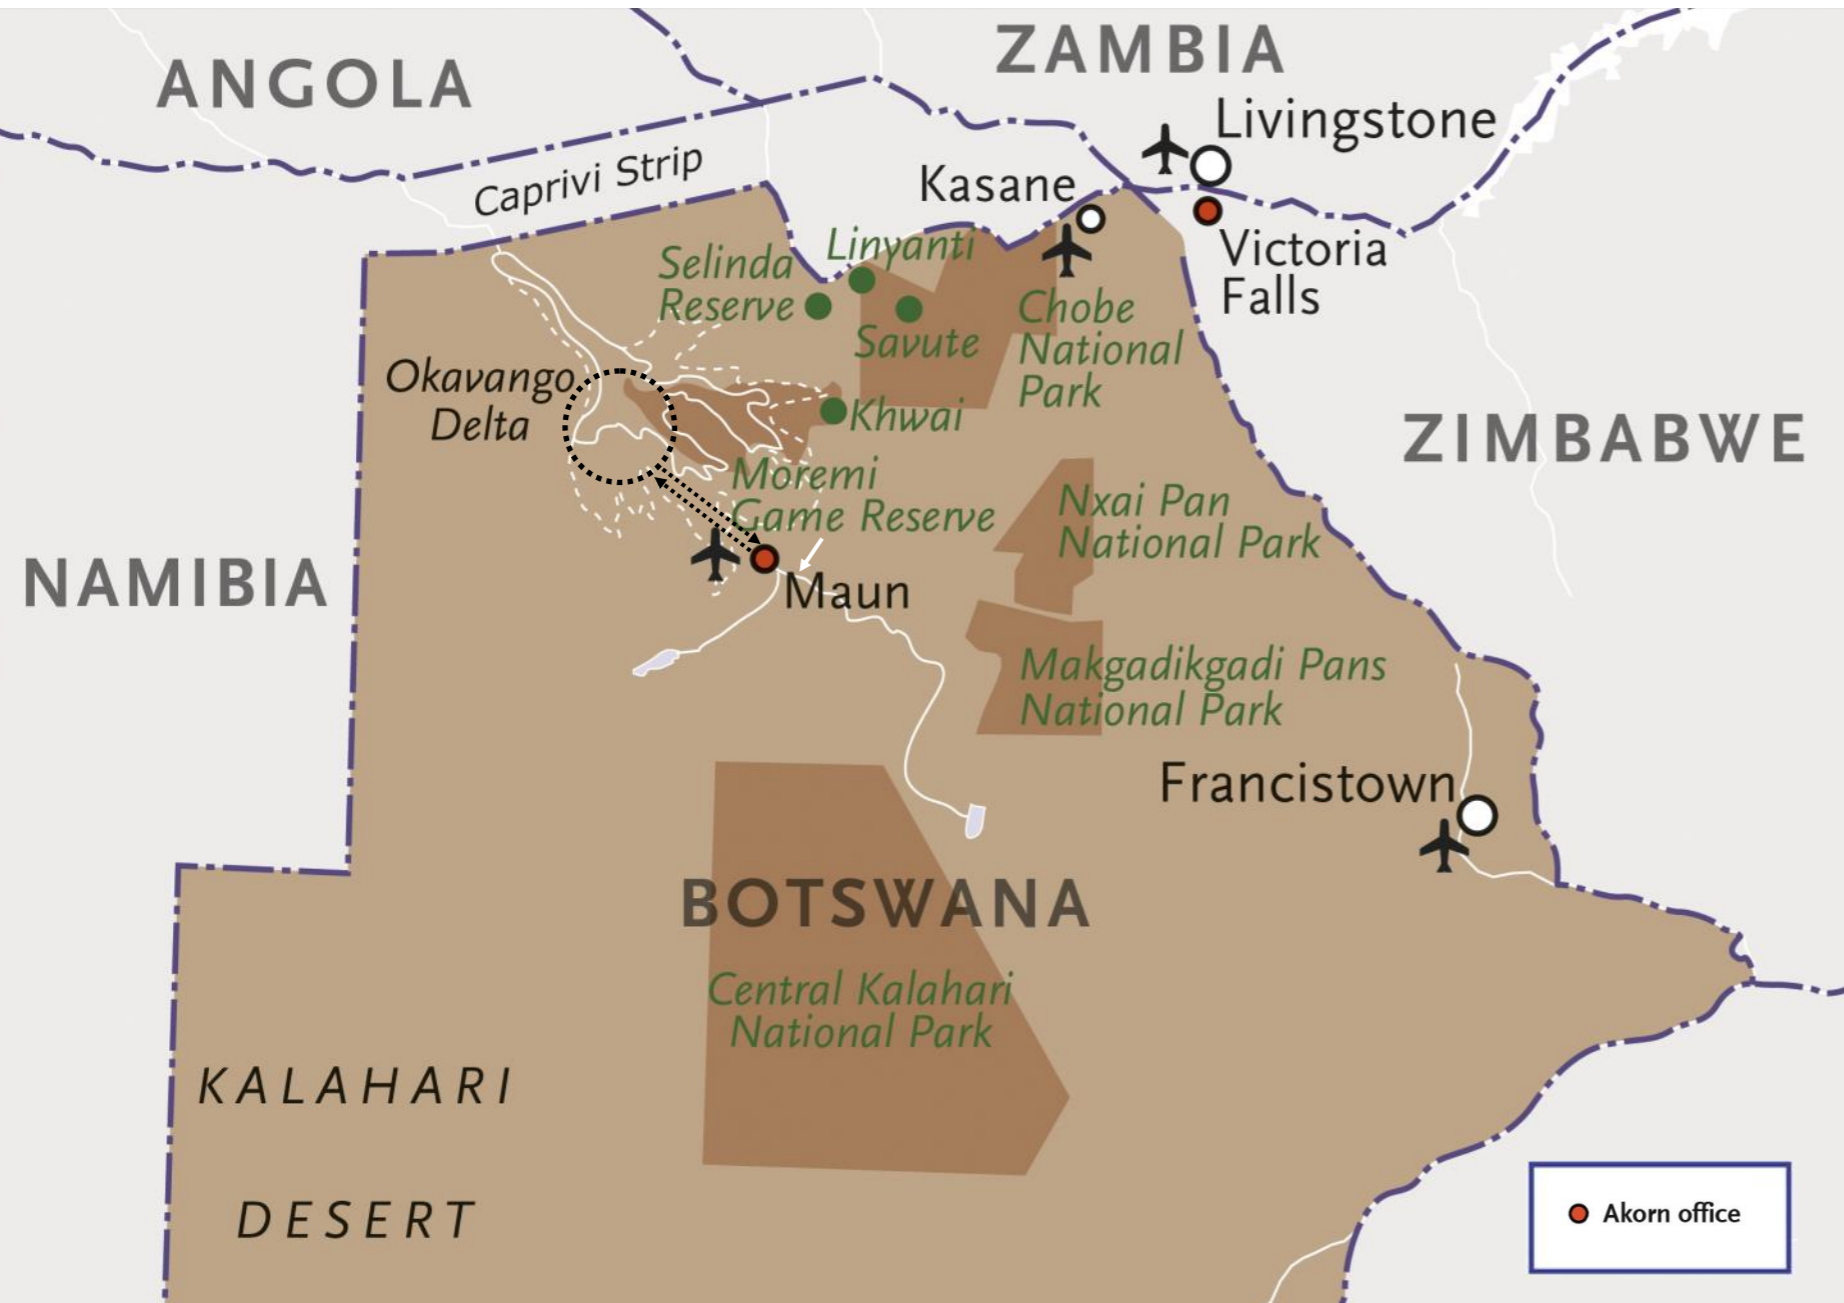 ANGOLA
ZAMBIA
Livingstone
Caprivi Strip
Kasane
Linyanti
Victoria
Falls
Selinda
Reserve
Chobe
National
Park
Savute
Okavango
Delta
Khwai
ZIMBABWE
Moremi
Game Reserve
Nxai Pan
National Park
NAMIBIA
Maun
Makgadikgadi Pans
National Park
Francistown
BOTSWANA
Central Kalahari
National Park
KALAHARI
DESERT
Akorn office